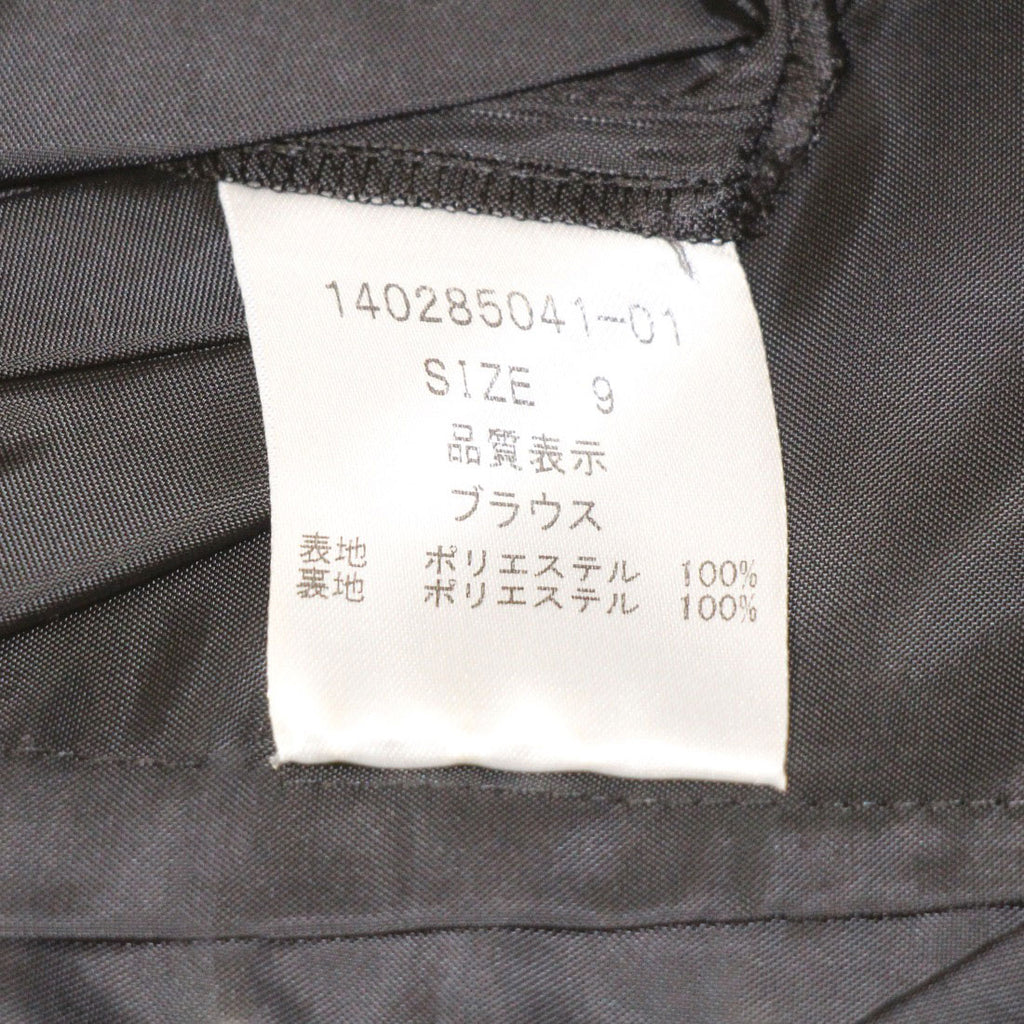 140285041-01
SIZE 9
品質表示
ブラウス
表地 ポリエステル 100%
裏地 ポリエステル 100%